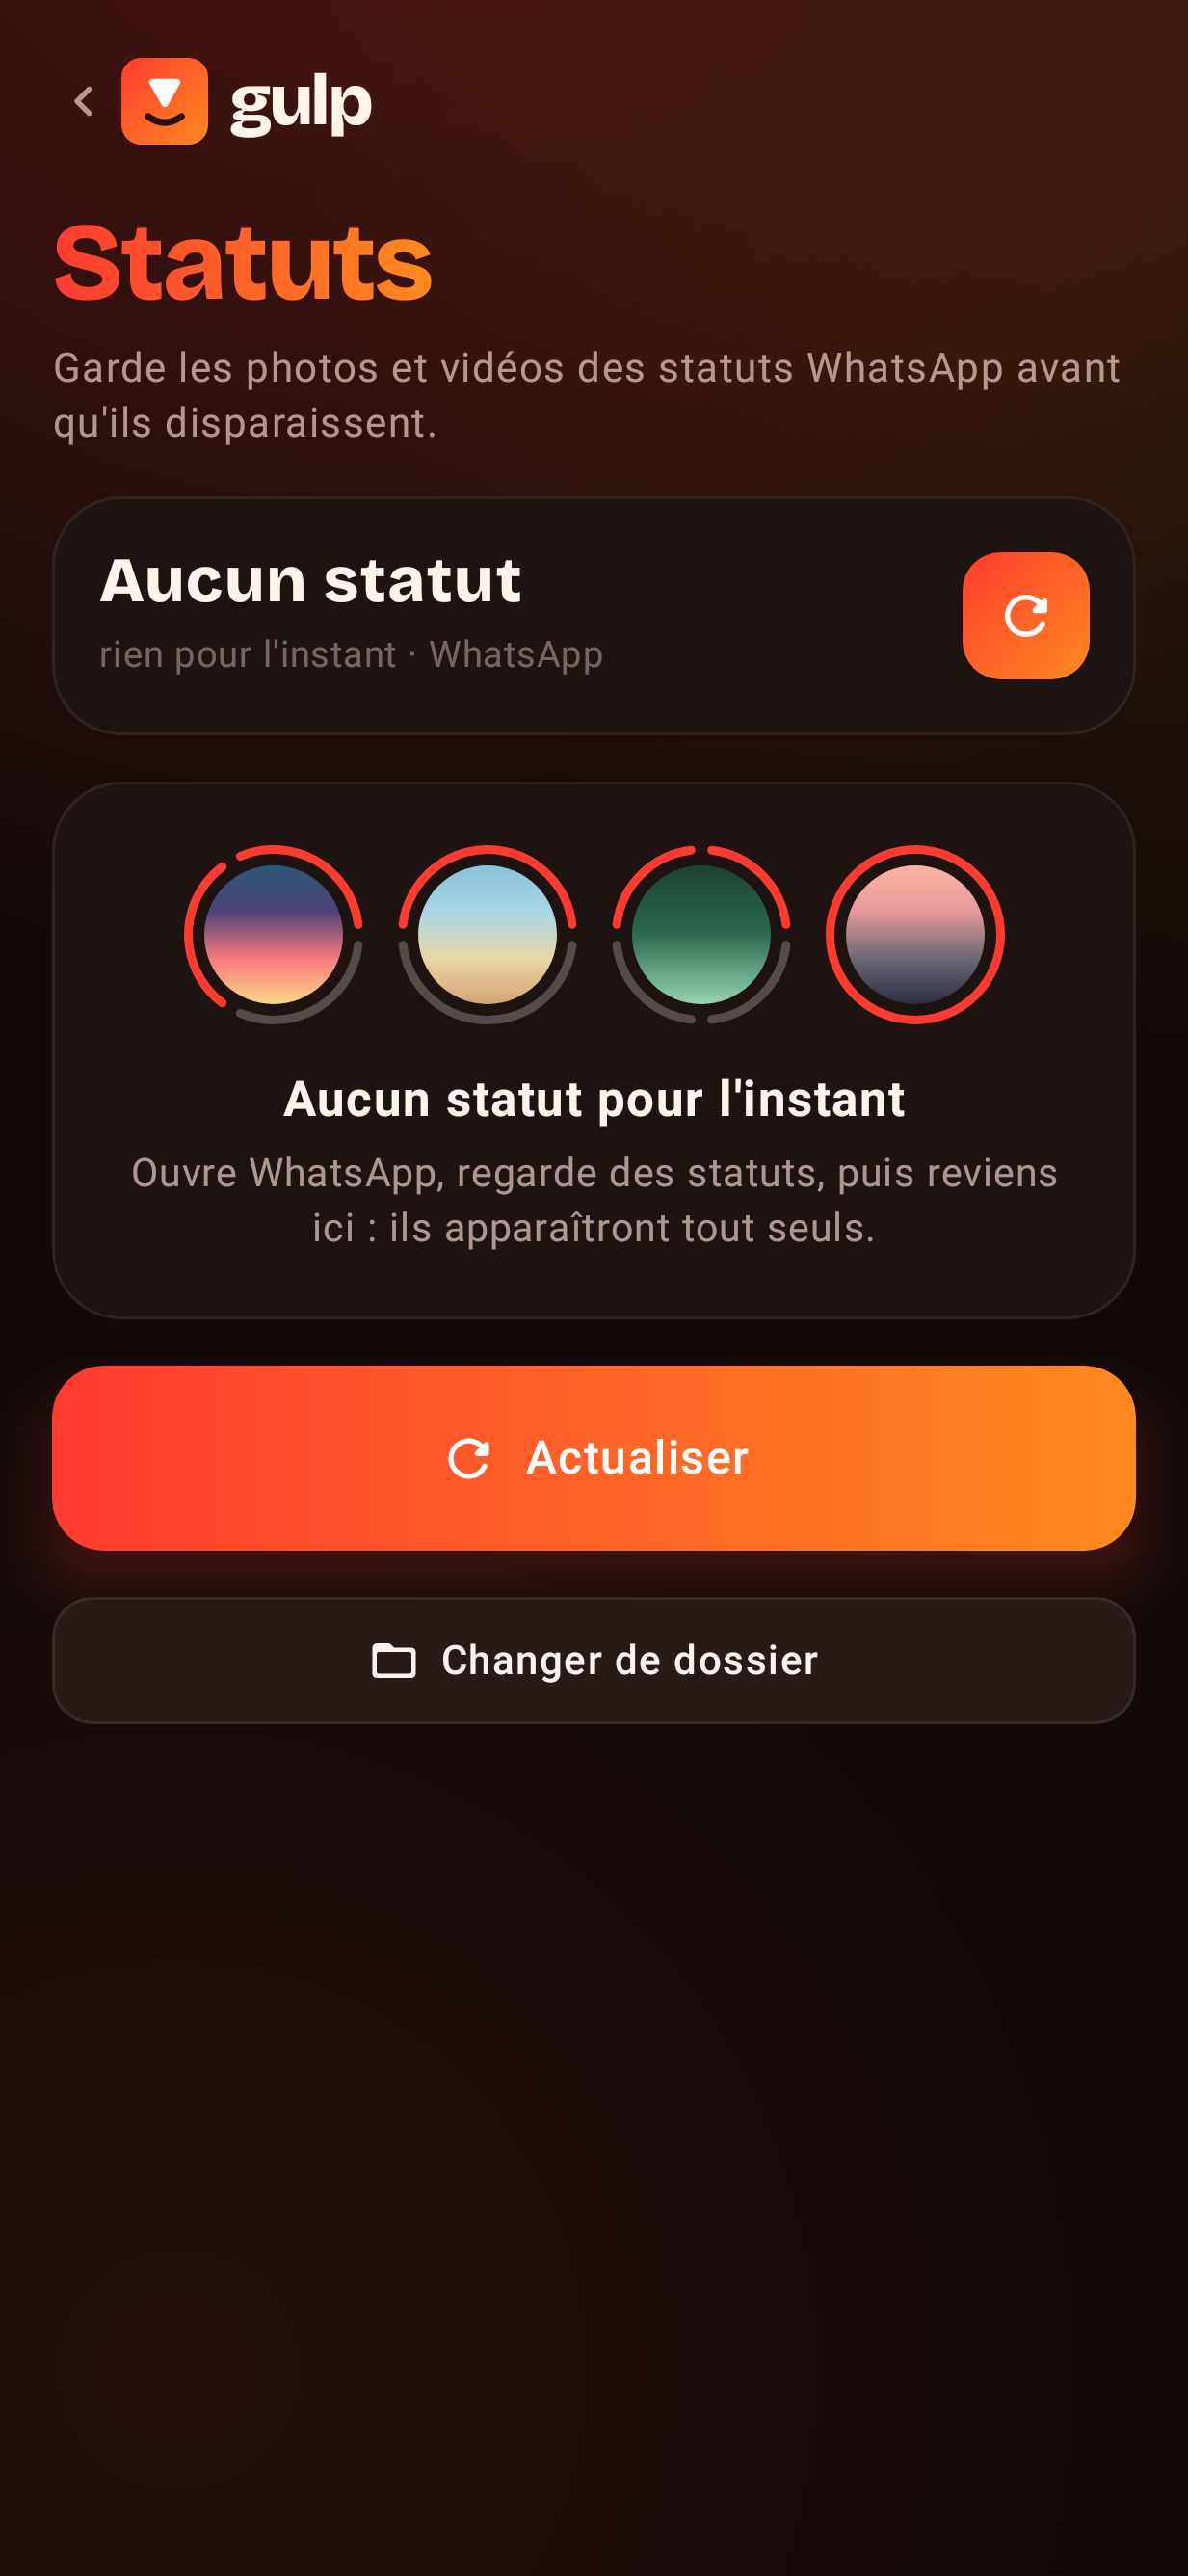 gulp
Statuts
Garde les photos et vidéos des statuts WhatsApp avant
qu'ils disparaissent.
Aucun statut
rien pour l'instant · WhatsApp
Aucun statut pour l'instant
Ouvre WhatsApp, regarde des statuts, puis reviens
ici : ils apparaîtront tout seuls.
Actualiser
Changer de dossier